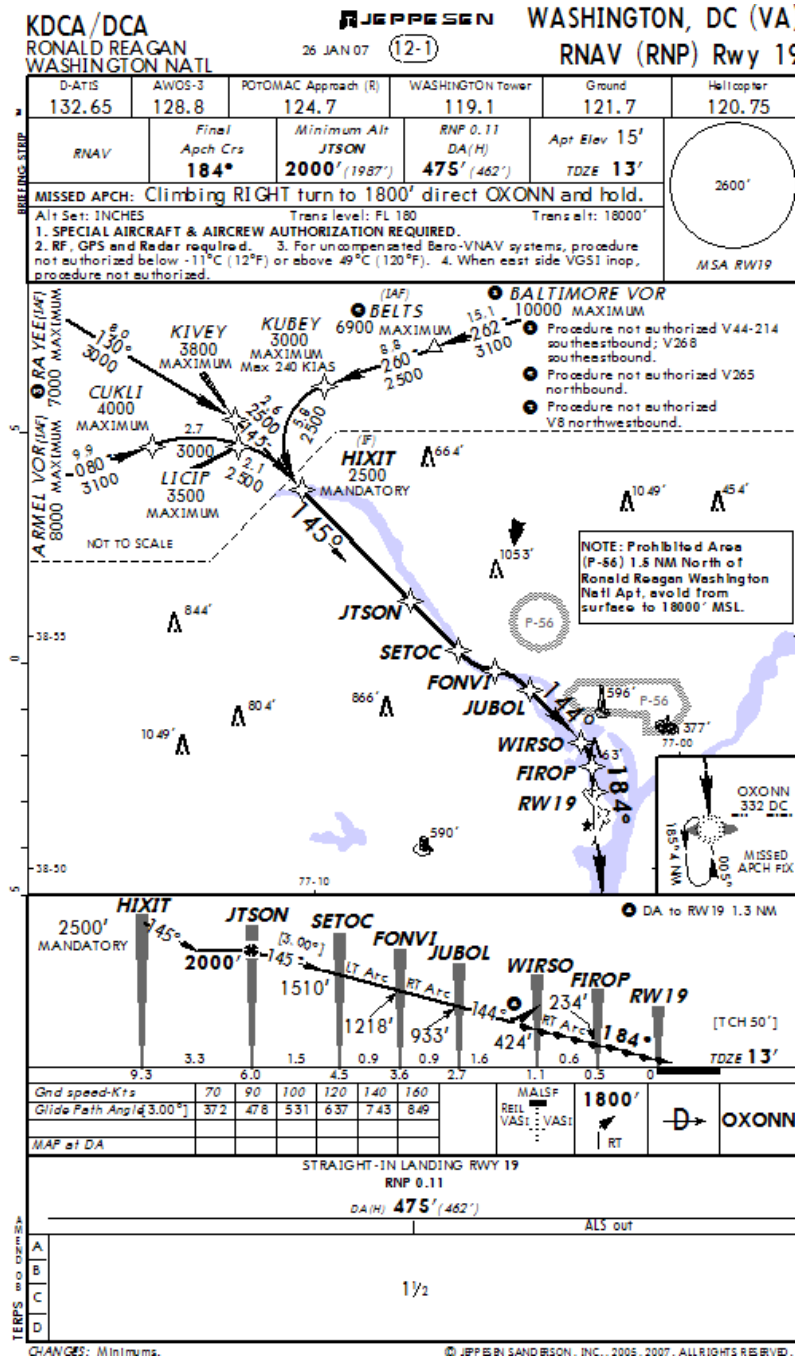 KDCA/DCA
RONALD REAGAN
WASHINGTON NATL
JEPPESEN
26 JAN 07
12-1
WASHINGTON, DC (VA)
RNAV (RNP) Rwy 19
D-ATIS
132.65
AWOS-3
128.8
POTOMAC Approach (R)
124.7
WASHINGTON Tower
119.1
Ground
121.7
Helicopter
120.75
BRIEFING STRIP
RNAV
Final
Apch Crs
184°
Minimum Alt
JTSON
2000' (1987')
RNP 0.11
DA(H)
475' (462')
Apt Elev 15'
TDZE 13'
2600'
MSA RW19
MISSED APCH: Climbing RIGHT turn to 1800' direct OXONN and hold.
Alt Set: INCHES Trans level: FL 180 Trans alt: 18000'
1. SPECIAL AIRCRAFT & AIRCREW AUTHORIZATION REQUIRED.
2. RF, GPS and Radar required. 3. For uncompensated Baro-VNAV systems, procedure
not authorized below -11°C (12°F) or above 49°C (120°F). 4. When east side VGSI inop,
procedure not authorized.
RAYEE (IAF)
7000 MAXIMUM
8.9
130°
3000
KIVEY
3800
MAXIMUM
KUBEY
3000
MAXIMUM
Max 240 KIAS
(IAF)
BELTS
6900 MAXIMUM
8.8
260
2500
15.1
262
3100
BALTIMORE VOR
10000 MAXIMUM
Procedure not authorized V44-214
southeastbound; V268
southeastbound.
Procedure not authorized V265
northbound.
Procedure not authorized
V8 northwestbound.
CUKLI
4000
MAXIMUM
ARMEL VOR (IAF)
8000 MAXIMUM
9.9
080
3100
2.7
3000
LICIP
3500
MAXIMUM
2.1
2500
2.6
2500
145°
5.8
2500
(IF)
HIXIT
2500
MANDATORY
145°
NOT TO SCALE
664'
1049'
454'
1053'
NOTE: Prohibited Area
(P-56) 1.5 NM North of
Ronald Reagan Washington
Natl Apt, avoid from
surface to 18000' MSL.
844'
JTSON
P-56
38-55
SETOC
FONVI
JUBOL
144°
596'
P-56
377'
77-00
804'
866'
1049'
WIRSO
63'
FIROP
RW19
184°
OXONN
332 DC
185° 4 NM
005°
MISSED
APCH FIX
590'
38-50
77-10
HIXIT
2500'
MANDATORY
145°
2000'
JTSON
145
[3.00°]
SETOC
1510'
LT Arc
FONVI
1218'
RT Arc
JUBOL
933'
144°
DA to RW19 1.3 NM
WIRSO
424'
RT Arc
FIROP
234'
184°
RW19
[TCH 50']
TDZE 13'
3.3 1.5 0.9 0.9 1.6 0.6
9.3 6.0 4.5 3.6 2.7 1.1 0.5 0
Gnd speed-Kts 70 90 100 120 140 160
Glide Path Angle [3.00°] 372 478 531 637 743 849
MAP at DA
MALSF
REIL
VASI VASI
1800'
RT
D
OXONN
STRAIGHT-IN LANDING RWY 19
RNP 0.11
DA(H) 475' (462')
ALS out
A
B
C
D
1½
AMEND 0B
TERPS
CHANGES: Minimums.
© JEPPESEN SANDERSON, INC., 2005, 2007. ALL RIGHTS RESERVED.